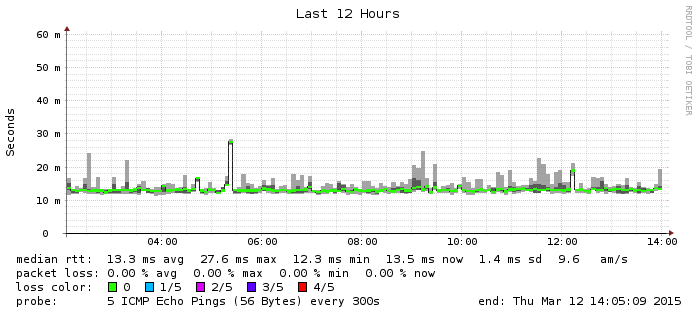 Last 12 Hours
RRDTOOL / TOBI OETIKER
Seconds
60 m
50 m
40 m
30 m
20 m
10 m
0
04:00 06:00 08:00 10:00 12:00 14:00
median rtt: 13.3 ms avg 27.6 ms max 12.3 ms min 13.5 ms now 1.4 ms sd 9.6 am/s
packet loss: 0.00 % avg 0.00 % max 0.00 % min 0.00 % now
loss color: 0 1/5 2/5 3/5 4/5
probe: 5 ICMP Echo Pings (56 Bytes) every 300s end: Thu Mar 12 14:05:09 2015